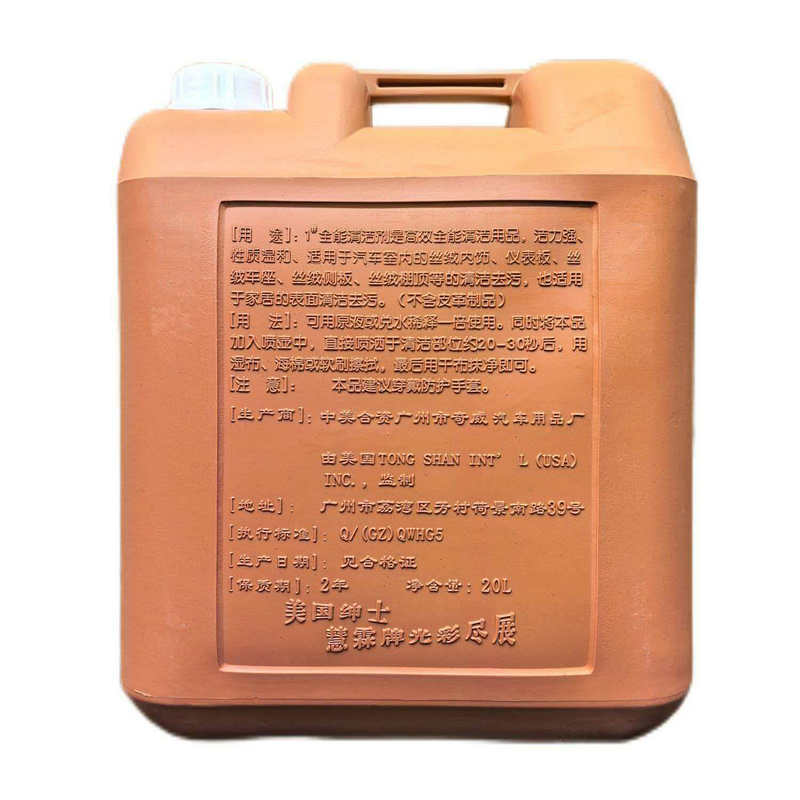 [用　途]：1#全能清洁剂是高效全能清洁用品，洁力强、
性质温和、适用于汽车室内的丝绒内饰、仪表板、丝
绒车座、丝绒侧板、丝绒棚顶等的清洁去污，也适用
于家居的表面清洁去污。（不含皮革制品）
[用　法]：可用原液或兑水稀释一倍使用。同时将本品
加入喷壶中，直接喷洒于清洁部位约20-30秒后，用
湿布、海棉或软刷擦拭，最后用干布抹净即可。
[注　意]：　本品建议穿戴防护手套。
[生产商]：中美合资广州市奇威汽车用品厂
由美国TONG SHAN INT’L(USA)
INC.，监制
[地址]：　广州市荔湾区芳村荷景南路39号
[执行标准]：Q/(GZ)QWHG5
[生产日期]：见合格证
[保质期]：2年　　净含量：20L
美国绅士
慧霖牌光彩尽展